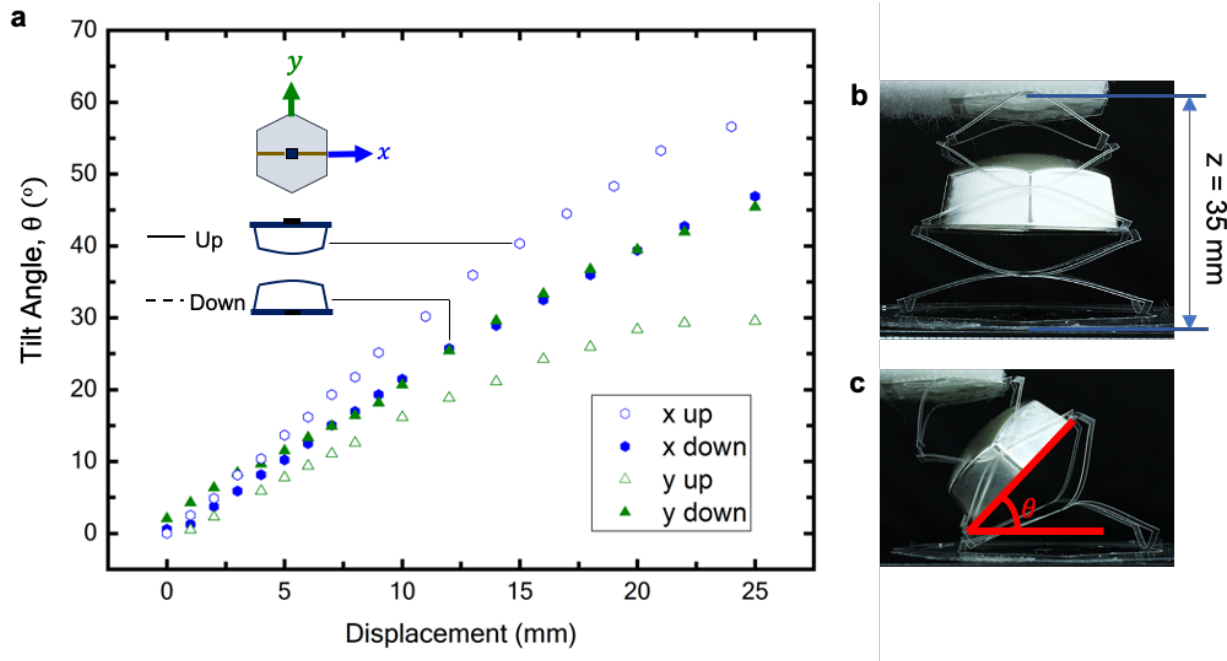 a
70
60
50
40
30
20
10
0
Tilt Angle, θ (º)
y
x
Up
Down
x up
x down
y up
y down
0
5
10
15
20
25
Displacement (mm)
b
z = 35 mm
c
θ